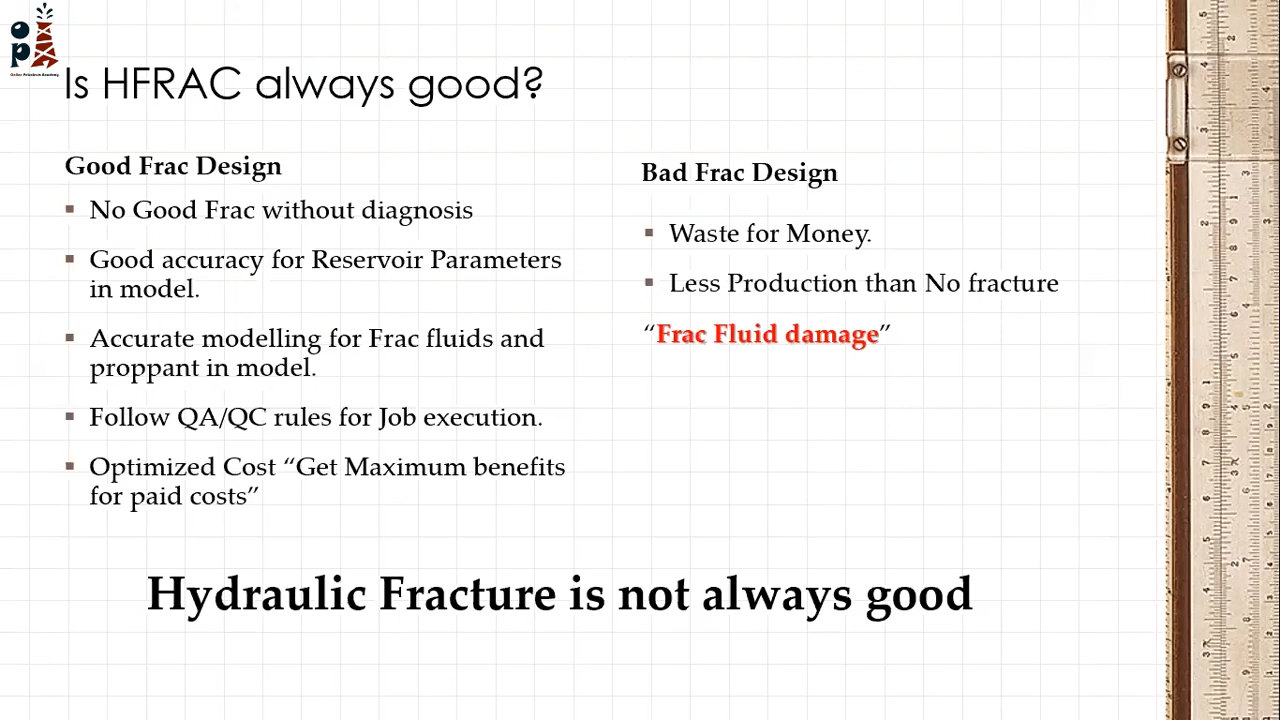 Is HFRAC always good?
Good Frac Design
No Good Frac without diagnosis
Good accuracy for Reservoir Parameters
in model.
Accurate modelling for Frac fluids and
proppant in model.
Follow QA/QC rules for Job execution.
Optimized Cost “Get Maximum benefits
for paid costs”
Bad Frac Design
Waste for Money.
Less Production than No fracture
“Frac Fluid damage”
Hydraulic Fracture is not always good